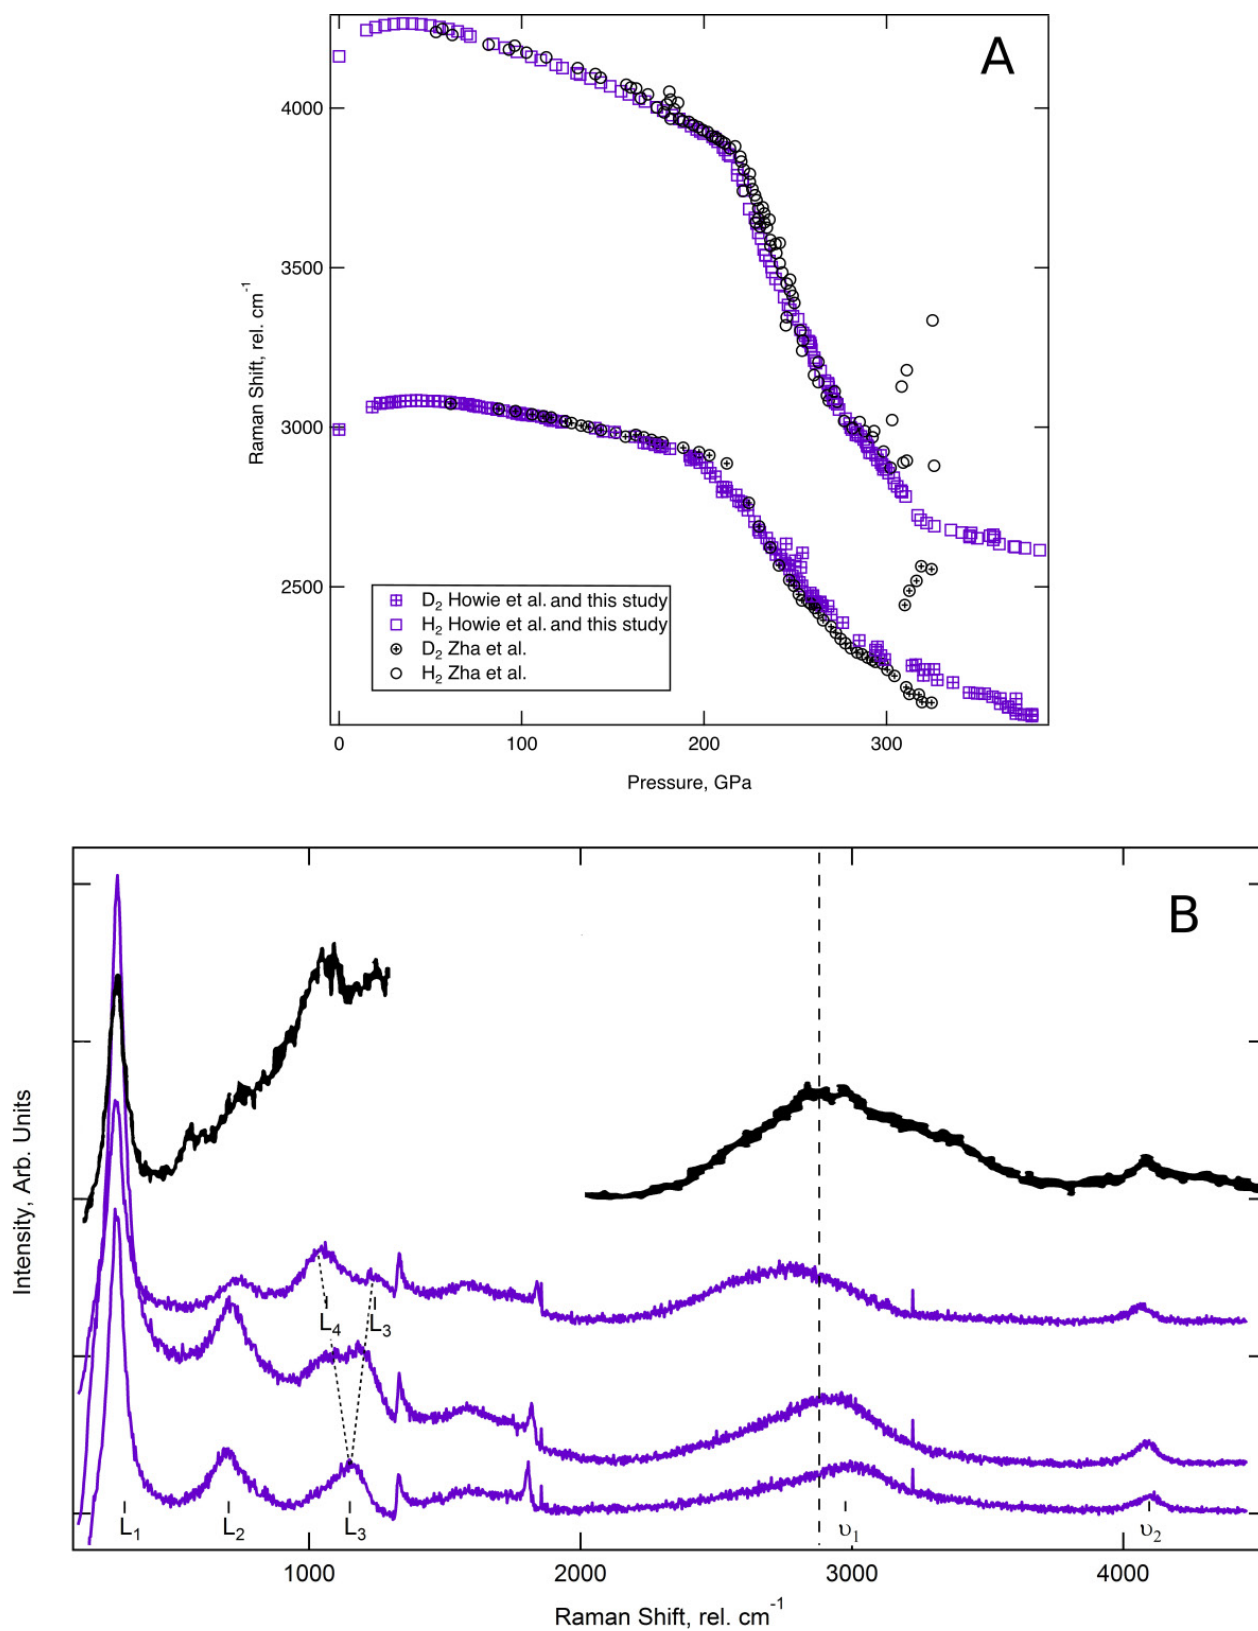 A
4000
3500
3000
2500
Raman Shift, rel. cm⁻¹
D₂ Howie et al. and this study
H₂ Howie et al. and this study
D₂ Zha et al.
H₂ Zha et al.
0 100 200 300
Pressure, GPa
B
Intensity, Arb. Units
L₄ L₃
L₁ L₂ L₃ υ₁ υ₂
1000 2000 3000 4000
Raman Shift, rel. cm⁻¹